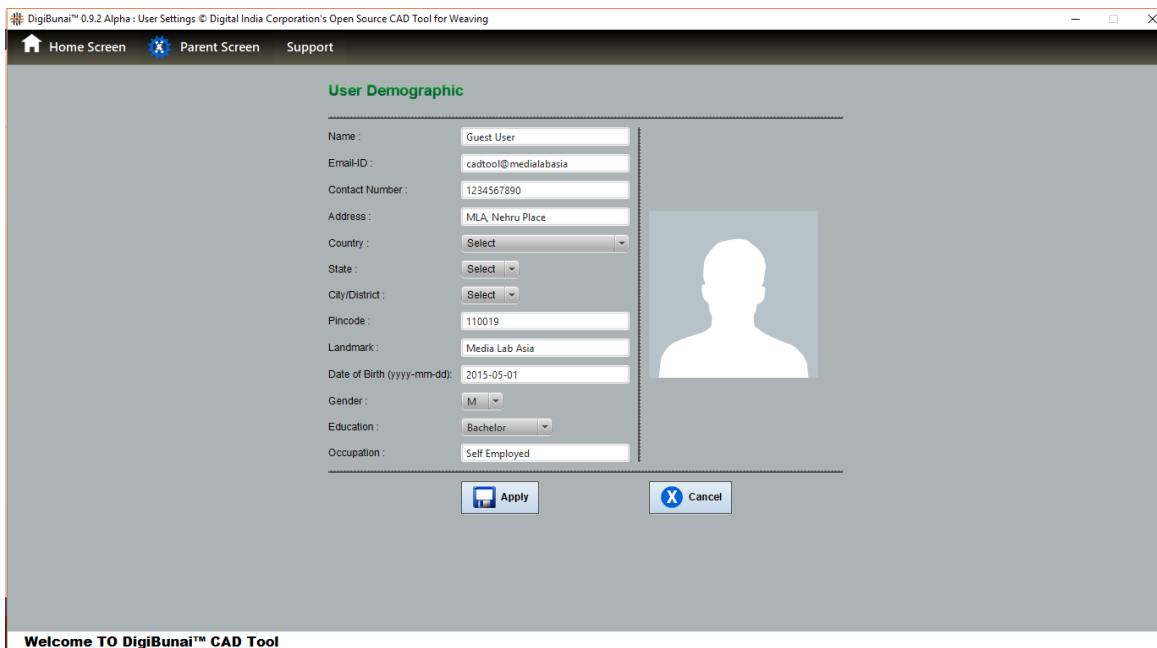 DigiBunai™ 0.9.2 Alpha : User Settings © Digital India Corporation's Open Source CAD Tool for Weaving
Home Screen X Parent Screen Support
User Demographic
Name : Guest User
Email-ID : cadtool@medialabasia
Contact Number : 1234567890
Address : MLA, Nehru Place
Country : Select
State : Select
City/District : Select
Pincode : 110019
Landmark : Media Lab Asia
Date of Birth (yyyy-mm-dd): 2015-05-01
Gender : M
Education : Bachelor
Occupation : Self Employed
Apply X Cancel
Welcome TO DigiBunai™ CAD Tool